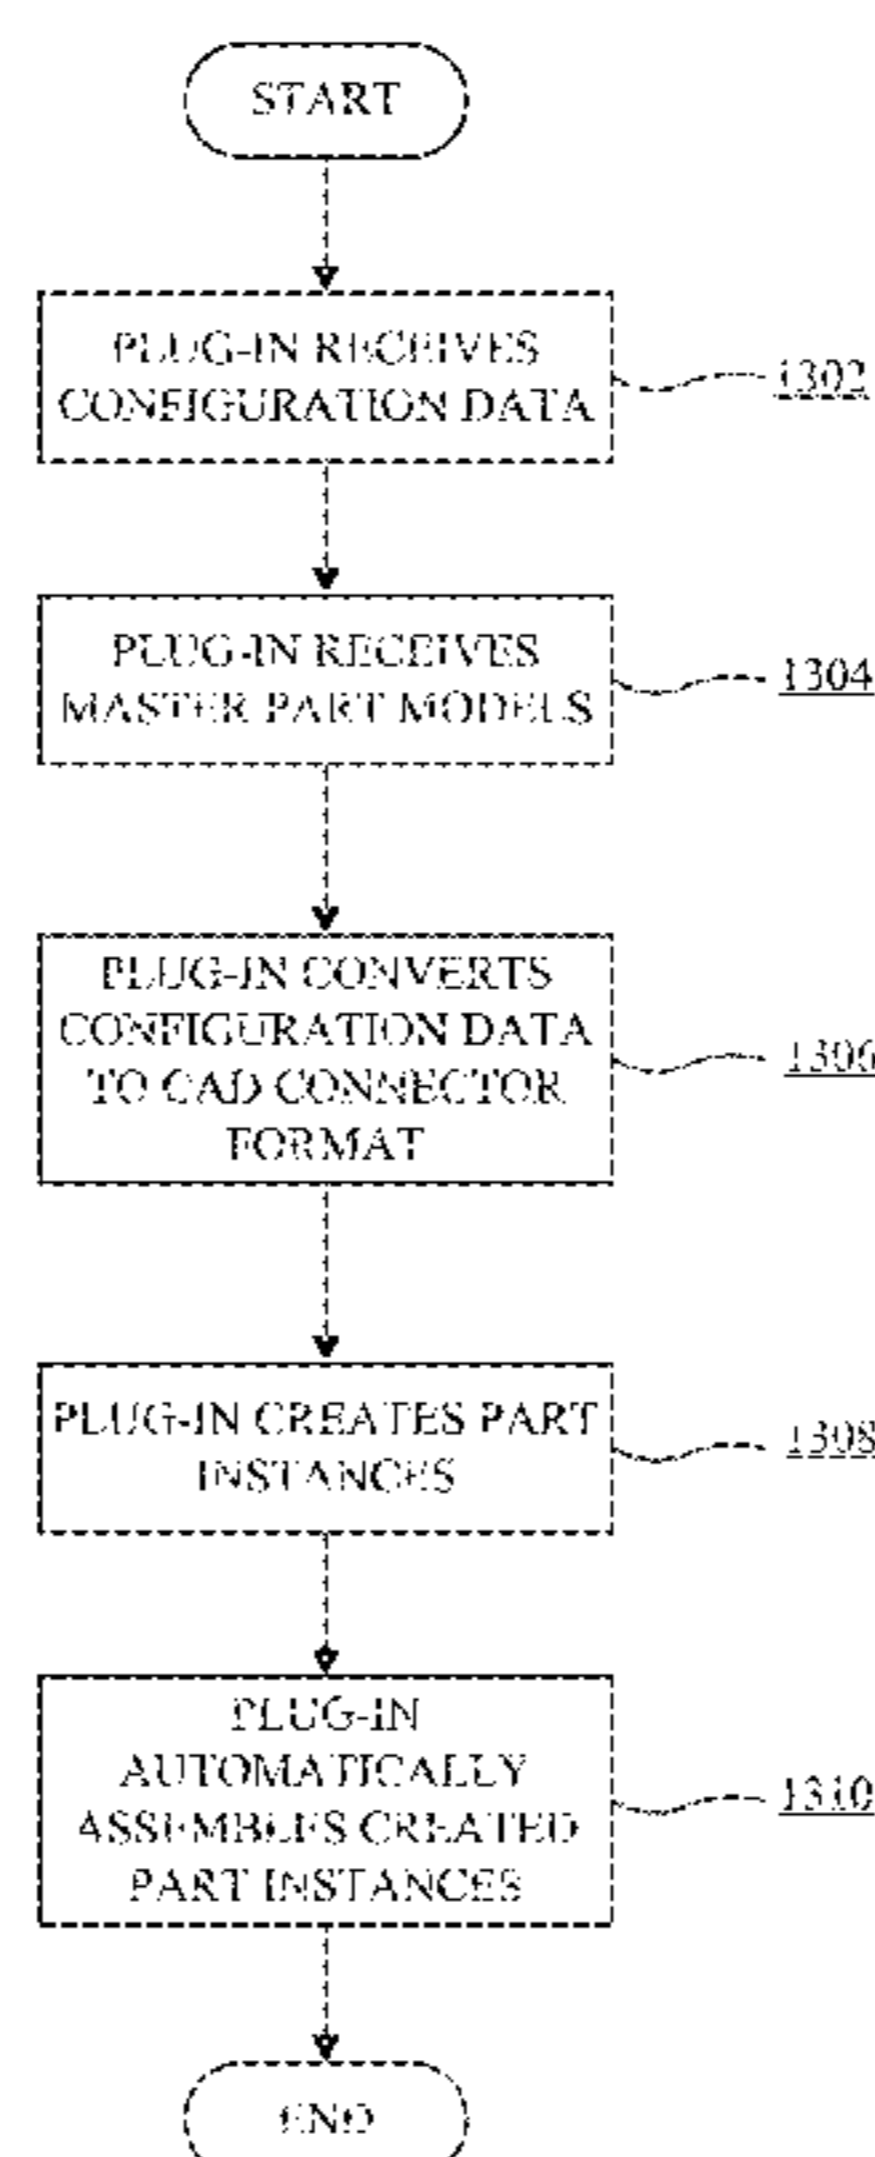 START
PLUG-IN RECEIVES
CONFIGURATION DATA
1302
PLUG-IN RECEIVES
MASTER PART MODELS
1304
PLUG-IN CONVERTS
CONFIGURATION DATA
TO CAD CONNECTOR
FORMAT
1306
PLUG-IN CREATES PART
INSTANCES
1308
PLUG-IN
AUTOMATICALLY
ASSEMBLES CREATED
PART INSTANCES
1310
END